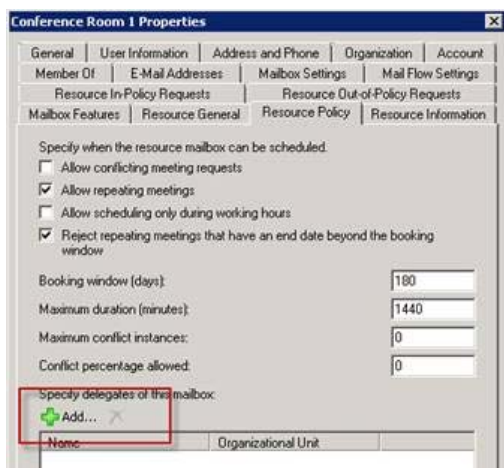 Conference Room 1 Properties
General User Information Address and Phone Organization Account
Member Of E-Mail Addresses Mailbox Settings Mail Flow Settings
Resource In-Policy Requests Resource Out-of-Policy Requests
Mailbox Features Resource General Resource Policy Resource Information
Specify when the resource mailbox can be scheduled.
Allow conflicting meeting requests
Allow repeating meetings
Allow scheduling only during working hours
Reject repeating meetings that have an end date beyond the booking
window
Booking window (days): 180
Maximum duration (minutes): 1440
Maximum conflict instances: 0
Conflict percentage allowed: 0
Specify delegates of this mailbox:
Add...
Name Organizational Unit